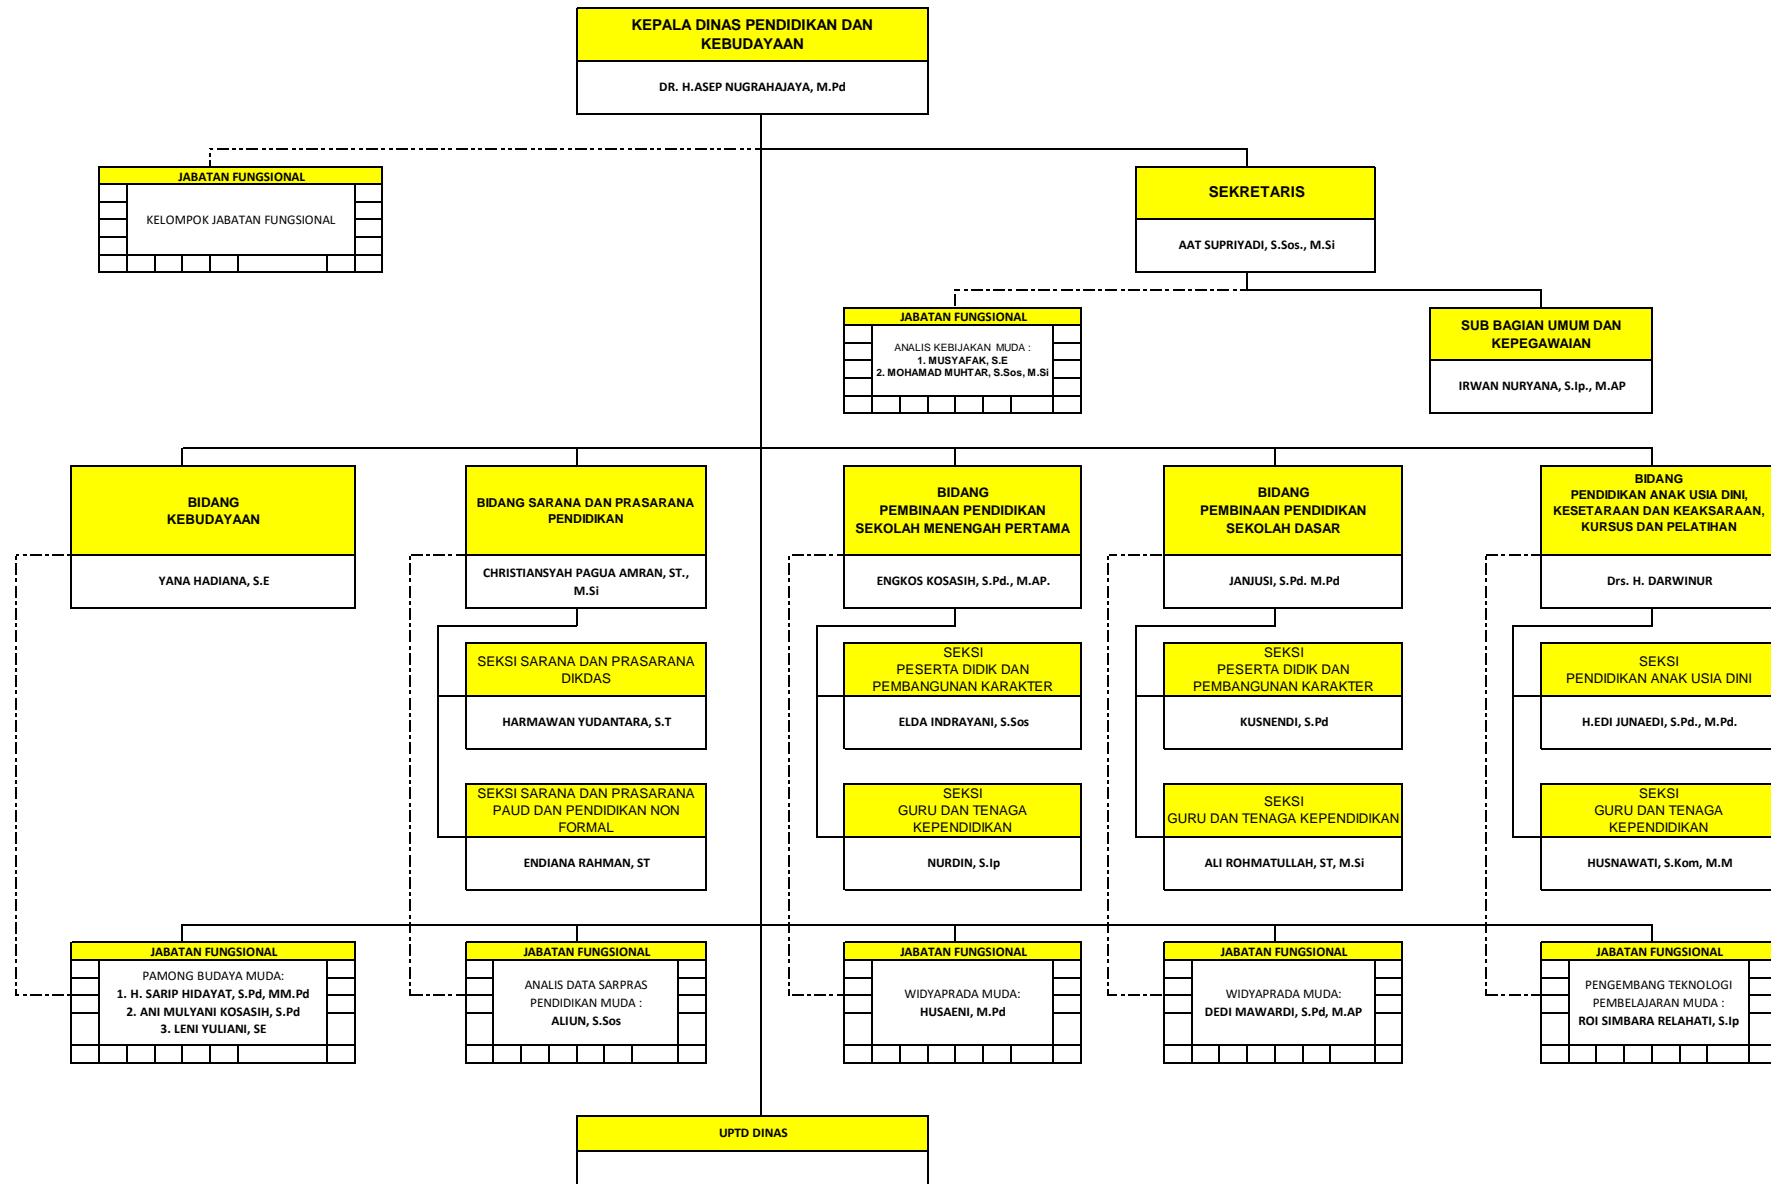 KEPALA DINAS PENDIDIKAN DAN
KEBUDAYAAN
DR. H.ASEP NUGRAHAJAYA, M.Pd
JABATAN FUNGSIONAL
KELOMPOK JABATAN FUNGSIONAL
SEKRETARIS
AAT SUPRIYADI, S.Sos., M.Si
JABATAN FUNGSIONAL
ANALIS KEBIJAKAN MUDA :
1. MUSYAFAK, S.E
2. MOHAMAD MUHTAR, S.Sos, M.Si
SUB BAGIAN UMUM DAN
KEPEGAWAIAN
IRWAN NURYANA, S.Ip., M.AP
BIDANG
KEBUDAYAAN
YANA HADIANA, S.E
BIDANG SARANA DAN PRASARANA
PENDIDIKAN
CHRISTIANSYAH PAGUA AMRAN, ST.,
M.Si
BIDANG
PEMBINAAN PENDIDIKAN
SEKOLAH MENENGAH PERTAMA
ENGKOS KOSASIH, S.Pd., M.AP.
BIDANG
PEMBINAAN PENDIDIKAN
SEKOLAH DASAR
JANJUSI, S.Pd. M.Pd
BIDANG
PENDIDIKAN ANAK USIA DINI,
KESETARAAN DAN KEAKSARAAN,
KURSUS DAN PELATIHAN
Drs. H. DARWINUR
SEKSI SARANA DAN PRASARANA
DIKDAS
HARMAWAN YUDANTARA, S.T
SEKSI
PESERTA DIDIK DAN
PEMBANGUNAN KARAKTER
ELDA INDRAYANI, S.Sos
SEKSI
PESERTA DIDIK DAN
PEMBANGUNAN KARAKTER
KUSNENDI, S.Pd
SEKSI
PENDIDIKAN ANAK USIA DINI
H.EDI JUNAEDI, S.Pd., M.Pd.
SEKSI SARANA DAN PRASARANA
PAUD DAN PENDIDIKAN NON
FORMAL
ENDIANA RAHMAN, ST
SEKSI
GURU DAN TENAGA
KEPENDIDIKAN
NURDIN, S.Ip
SEKSI
GURU DAN TENAGA KEPENDIDIKAN
ALI ROHMATULLAH, ST, M.Si
SEKSI
GURU DAN TENAGA
KEPENDIDIKAN
HUSNAWATI, S.Kom, M.M
JABATAN FUNGSIONAL
PAMONG BUDAYA MUDA:
1. H. SARIP HIDAYAT, S.Pd, MM.Pd
2. ANI MULYANI KOSASIH, S.Pd
3. LENI YULIANI, SE
JABATAN FUNGSIONAL
ANALIS DATA SARPRAS
PENDIDIKAN MUDA :
ALIUN, S.Sos
JABATAN FUNGSIONAL
WIDYAPRADA MUDA:
HUSAENI, M.Pd
JABATAN FUNGSIONAL
WIDYAPRADA MUDA:
DEDI MAWARDI, S.Pd, M.AP
JABATAN FUNGSIONAL
PENGEMBANG TEKNOLOGI
PEMBELAJARAN MUDA :
ROI SIMBARA RELAHATI, S.Ip
UPTD DINAS